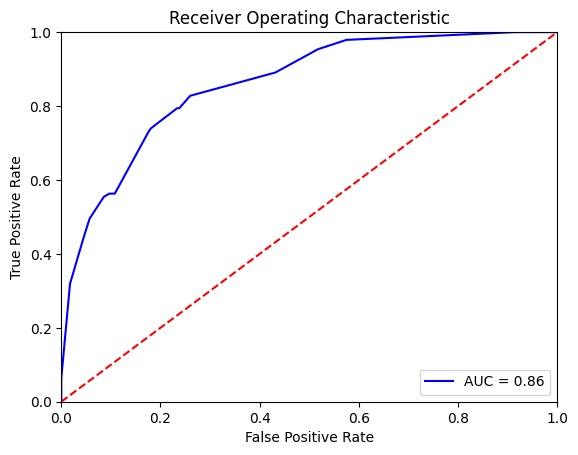 Receiver Operating Characteristic
True Positive Rate
1.0
0.8
0.6
0.4
0.2
0.0
AUC = 0.86
0.0 0.2 0.4 0.6 0.8 1.0
False Positive Rate